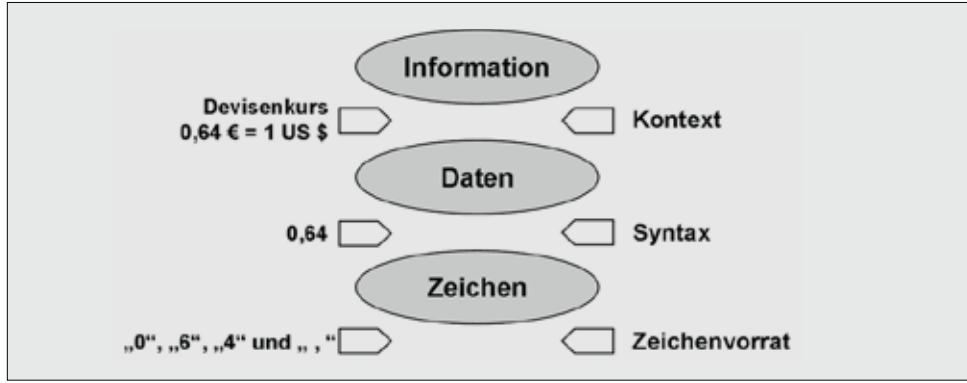 Information
Devisenkurs
0,64 € = 1 US $
Kontext
Daten
0,64
Syntax
Zeichen
„0“, „6“, „4“ und „ , “
Zeichenvorrat